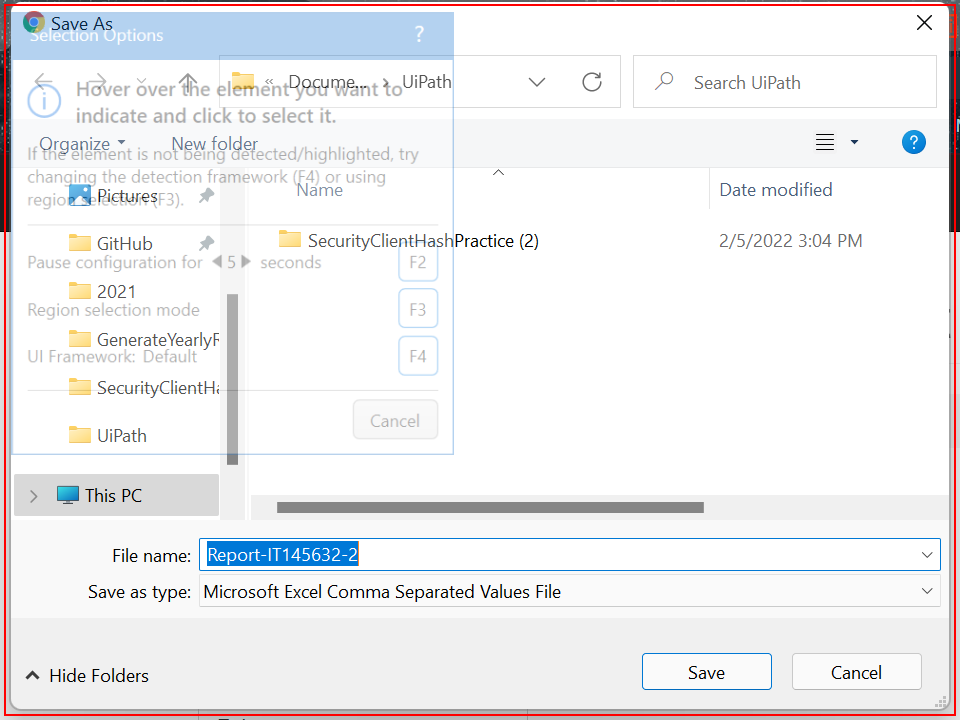 Save As
Selection Options
?
« Docume... › UiPath
Search UiPath
Hover over the element you want to
indicate and click to select it.
Organize
New folder
?
If the element is not being detected/highlighted, try
changing the detection framework (F4) or using
region selection (F3).
Pictures
Name
Date modified
GitHub
SecurityClientHashPractice (2)
2/5/2022 3:04 PM
Pause configuration for 5 seconds
F2
2021
Region selection mode
F3
GenerateYearlyR
UI Framework: Default
F4
SecurityClientHa
Cancel
UiPath
This PC
File name:
Report-IT145632-2
Save as type:
Microsoft Excel Comma Separated Values File
Hide Folders
Save
Cancel